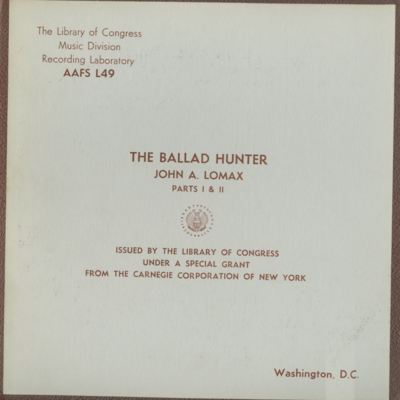 The Library of Congress
Music Division
Recording Laboratory
AAFS L49
THE BALLAD HUNTER
JOHN A. LOMAX
PARTS I & II
ISSUED BY THE LIBRARY OF CONGRESS
UNDER A SPECIAL GRANT
FROM THE CARNEGIE CORPORATION OF NEW YORK
Washington, D.C.